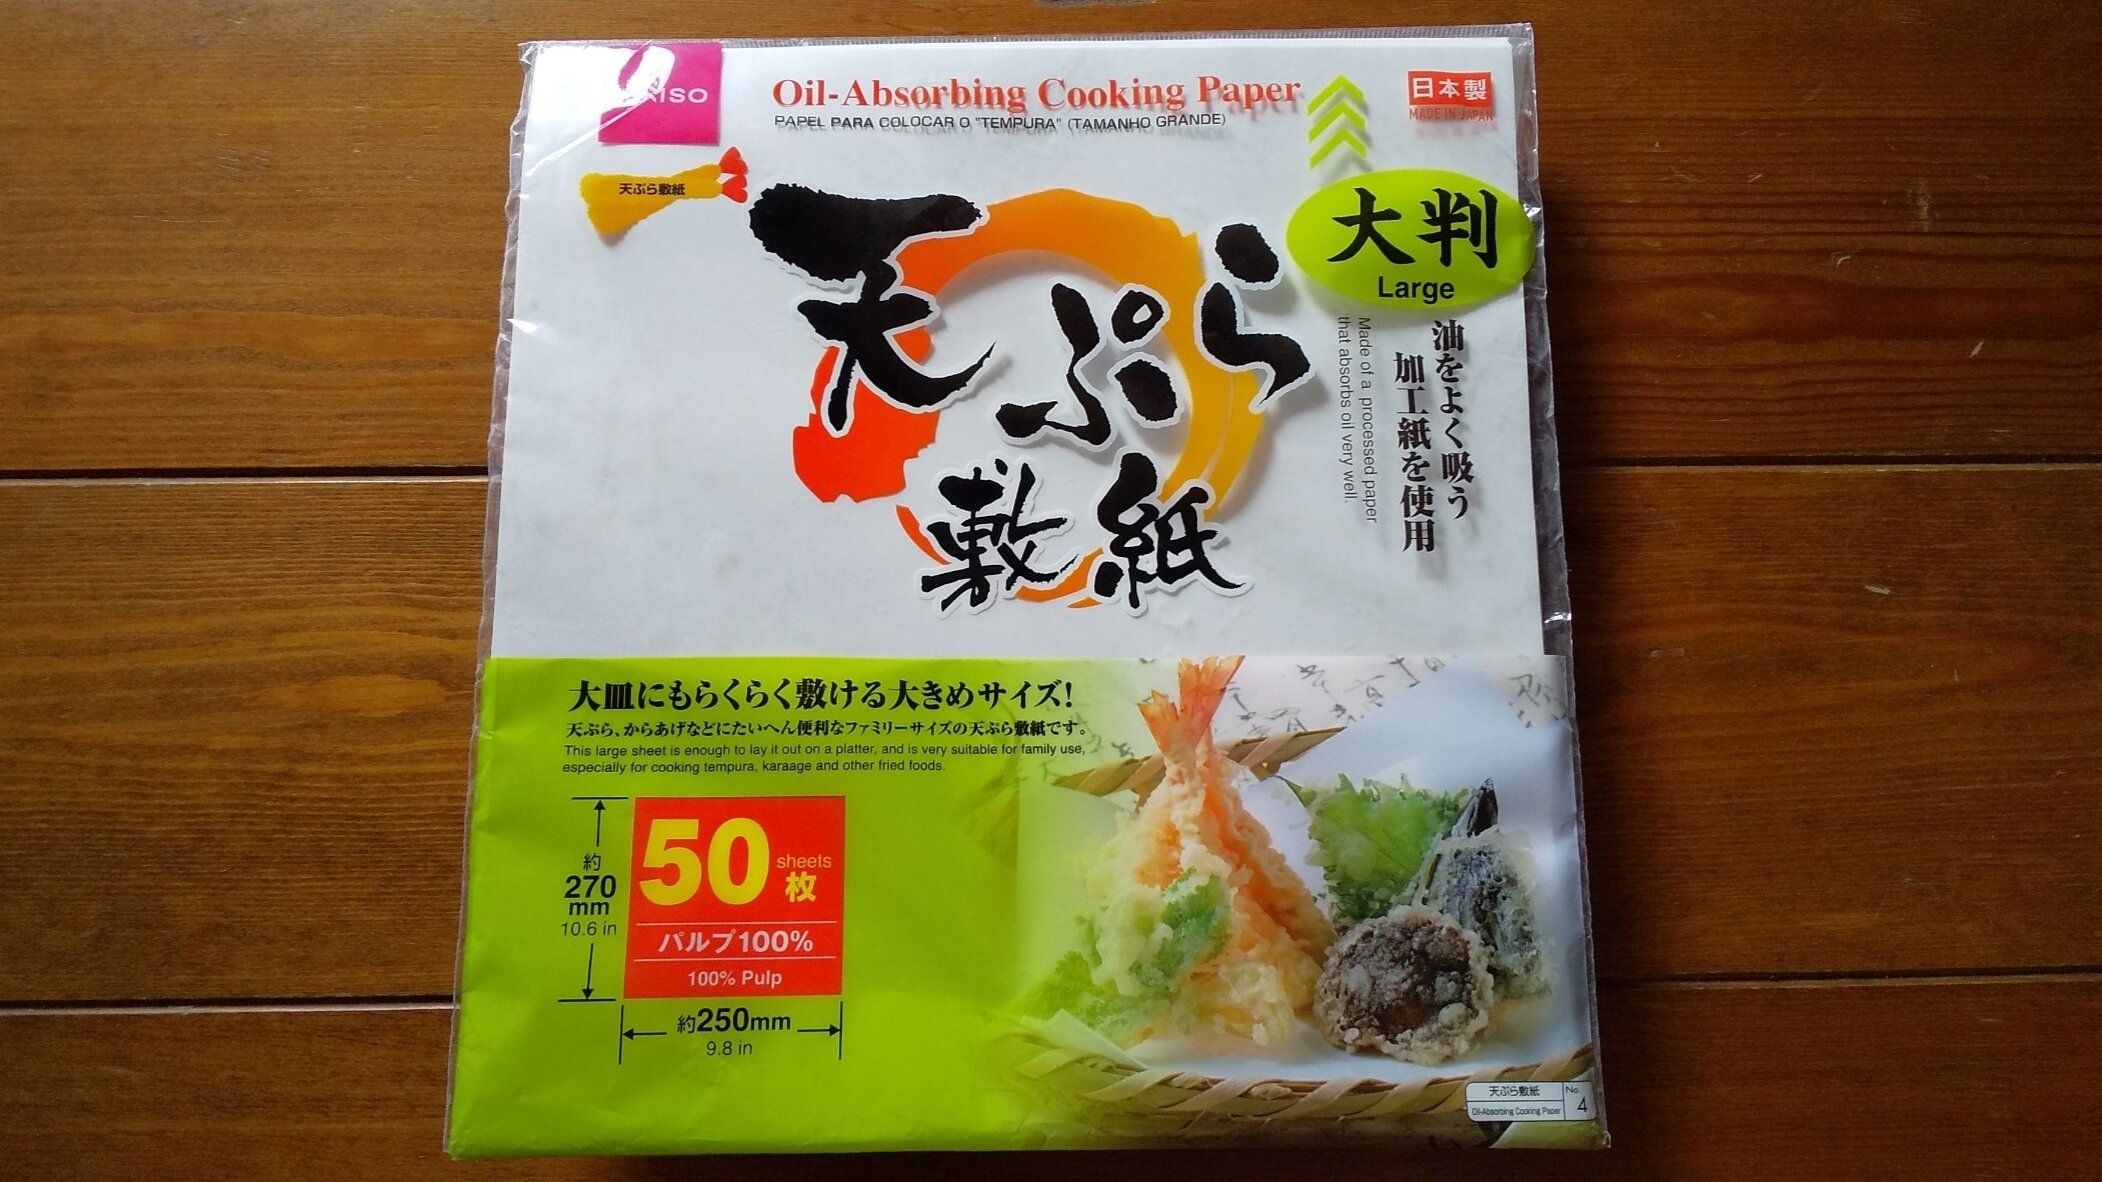 Oil-Absorbing Cooking Paper
PAPEL PARA COLOCAR O "TEMPURA" (TAMANHO GRANDE)
日本製
MADE IN JAPAN
天ぷら敷紙
大判
Large
天ぷら
敷紙
油をよく吸う
加工紙を使用
Made of a processed paper
that absorbs oil very well.
大皿にもらくらく敷ける大きめサイズ!
天ぷら、からあげなどにたいへん便利なファミリーサイズの天ぷら敷紙です。
This large sheet is enough to lay it out on a platter, and is very suitable for family use,
especially for cooking tempura, karaage and other fried foods.
約
270
mm
10.6 in
50 sheets
枚
パルプ100%
100% Pulp
約250mm
9.8 in
天ぷら敷紙
Oil-Absorbing Cooking Paper
No.
4